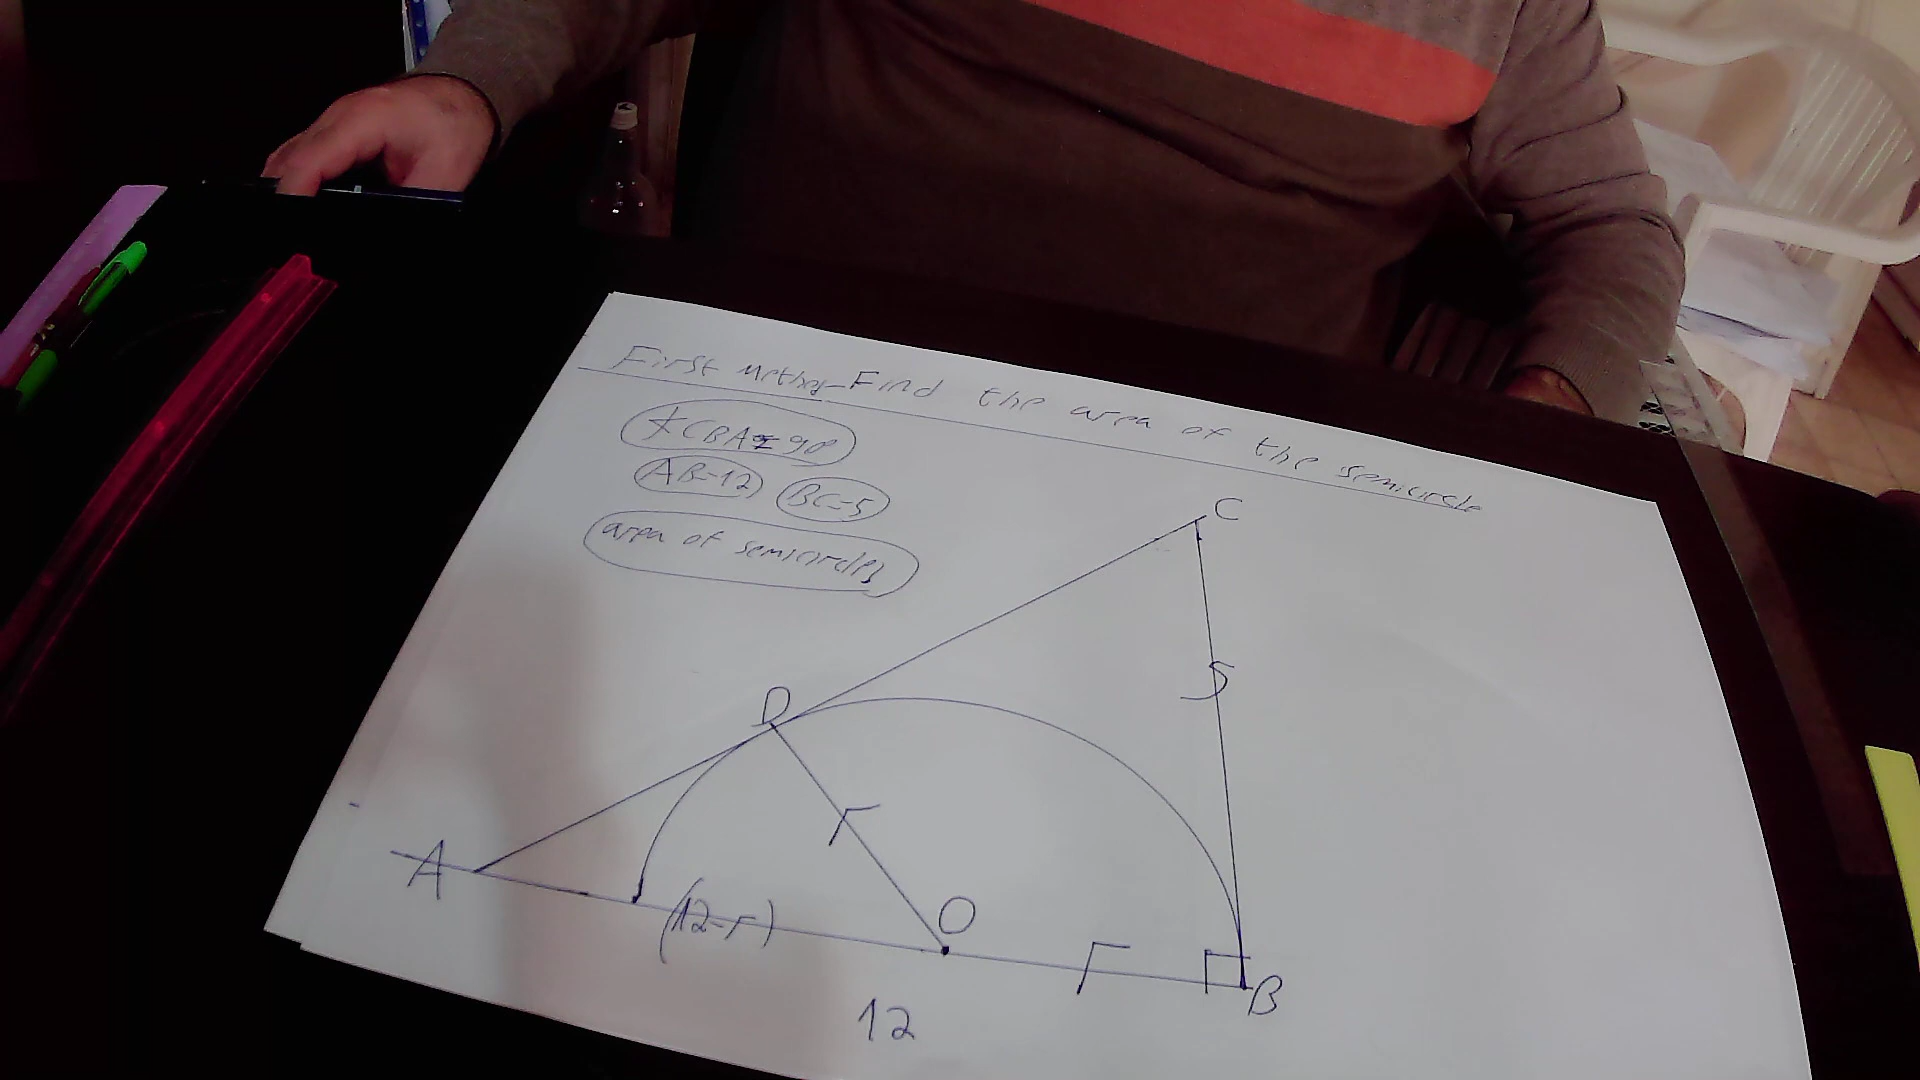 First Method-Find the area of the semicircle
∡CBA=90
AB=12 BC=5
area of semicircles
C
5
D
r
A
(12-r)
O
r
B
12